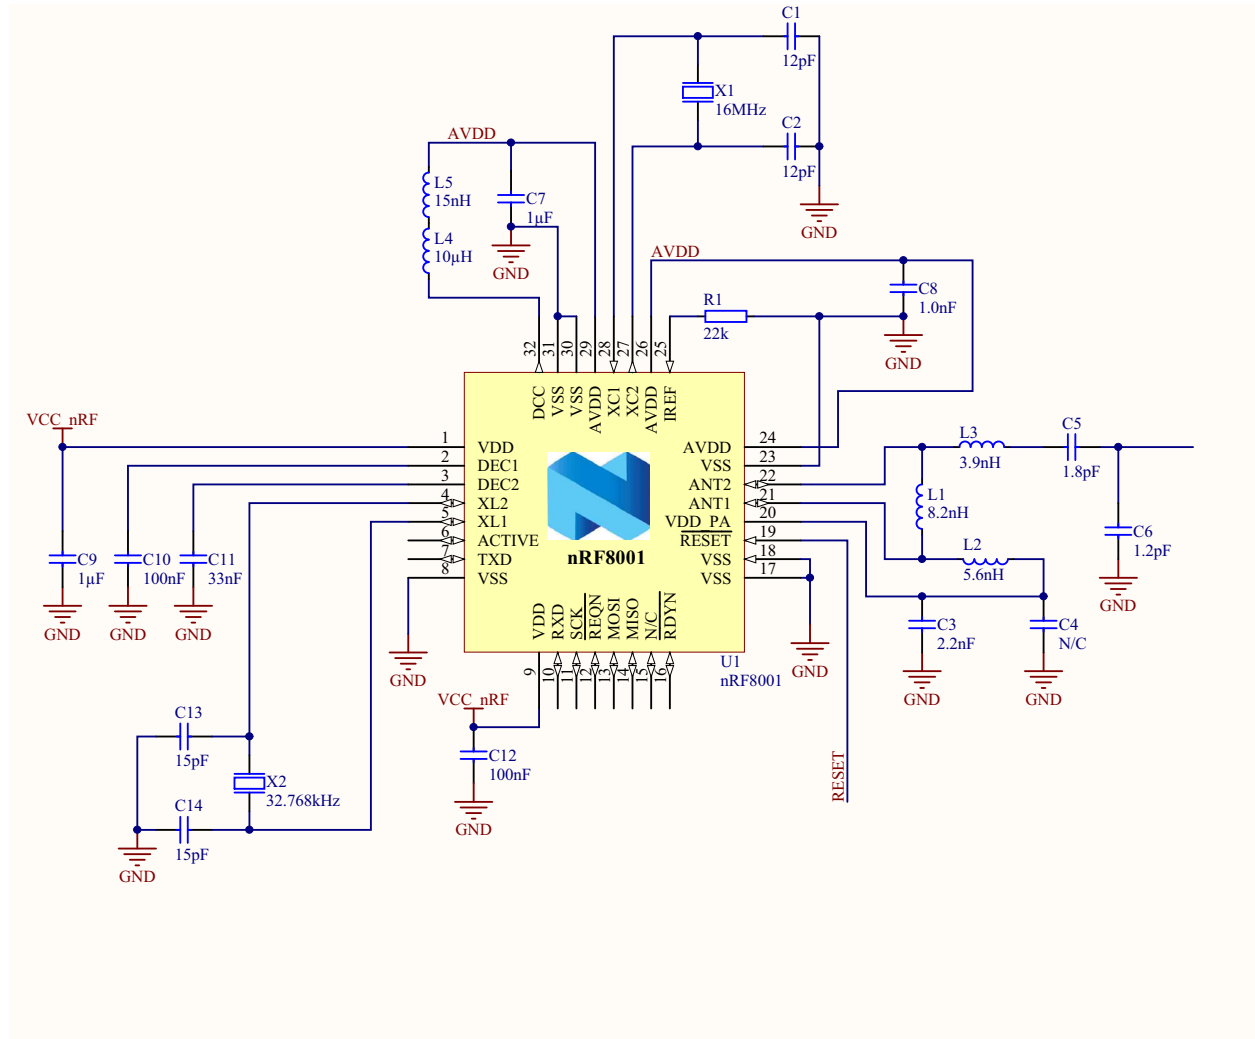 C1
12pF
X1
16MHz
C2
12pF
GND
AVDD
L5
15nH
C7
1µF
L4
10µH
GND
AVDD
C8
1.0nF
R1
22k
GND
32
31
30
29
28
27
26
25
DCC
VSS
VSS
AVDD
XC1
XC2
AVDD
IREF
VCC_nRF
1
2
3
4
5
6
7
8
VDD
DEC1
DEC2
XL2
XL1
ACTIVE
TXD
VSS
nRF8001
AVDD
VSS
ANT2
ANT1
VDD_PA
RESET
VSS
VSS
24
23
22
21
20
19
18
17
L3
3.9nH
C5
1.8pF
L1
8.2nH
L2
5.6nH
C6
1.2pF
GND
C3
2.2nF
C4
N/C
GND
GND
C9
1µF
C10
100nF
C11
33nF
GND
GND
GND
GND
VDD
RXD
SCK
REQN
MOSI
MISO
N/C
RDYN
9
10
11
12
13
14
15
16
U1
nRF8001
GND
VCC_nRF
C12
100nF
GND
RESET
C13
15pF
X2
32.768kHz
C14
15pF
GND